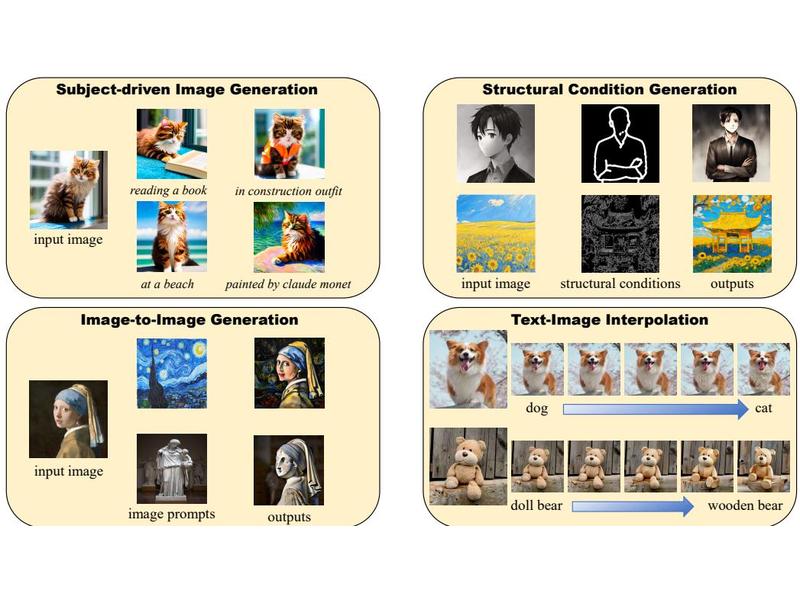 Subject-driven Image Generation
reading a book
in construction outfit
input image
at a beach
painted by claude monet
Structural Condition Generation
input image
structural conditions
outputs
Image-to-Image Generation
input image
image prompts
outputs
Text-Image Interpolation
dog
cat
doll bear
wooden bear